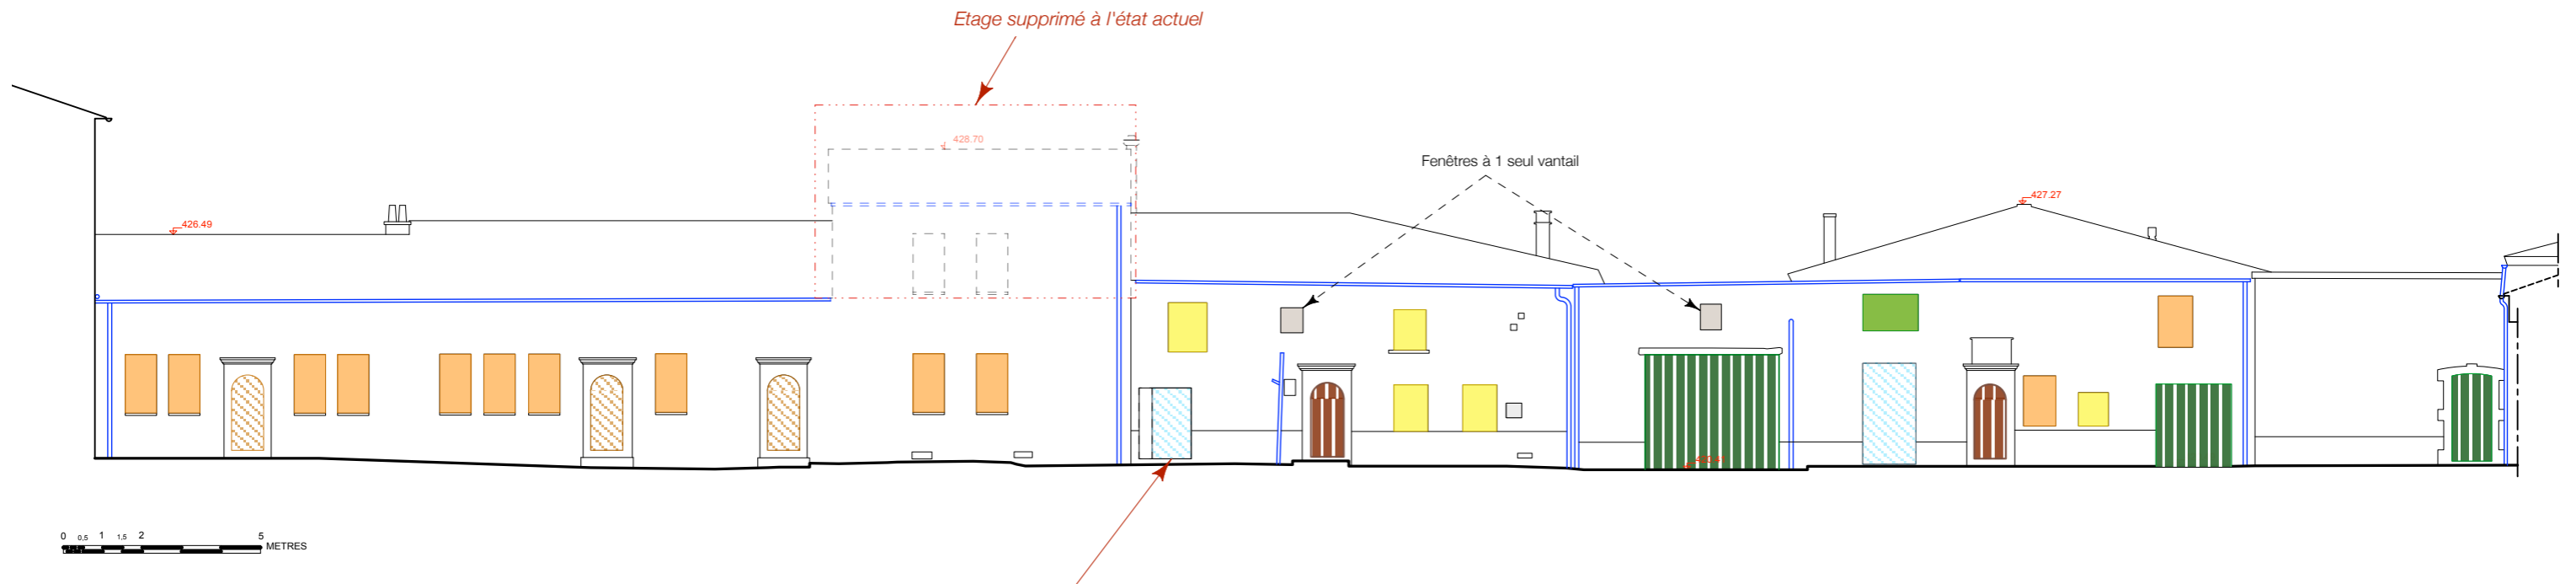 Etage supprimé à l'état actuel
428.70
Fenêtres à 1 seul vantail
427.27
426.49
0 0,5 1 1,5 2 5
METRES